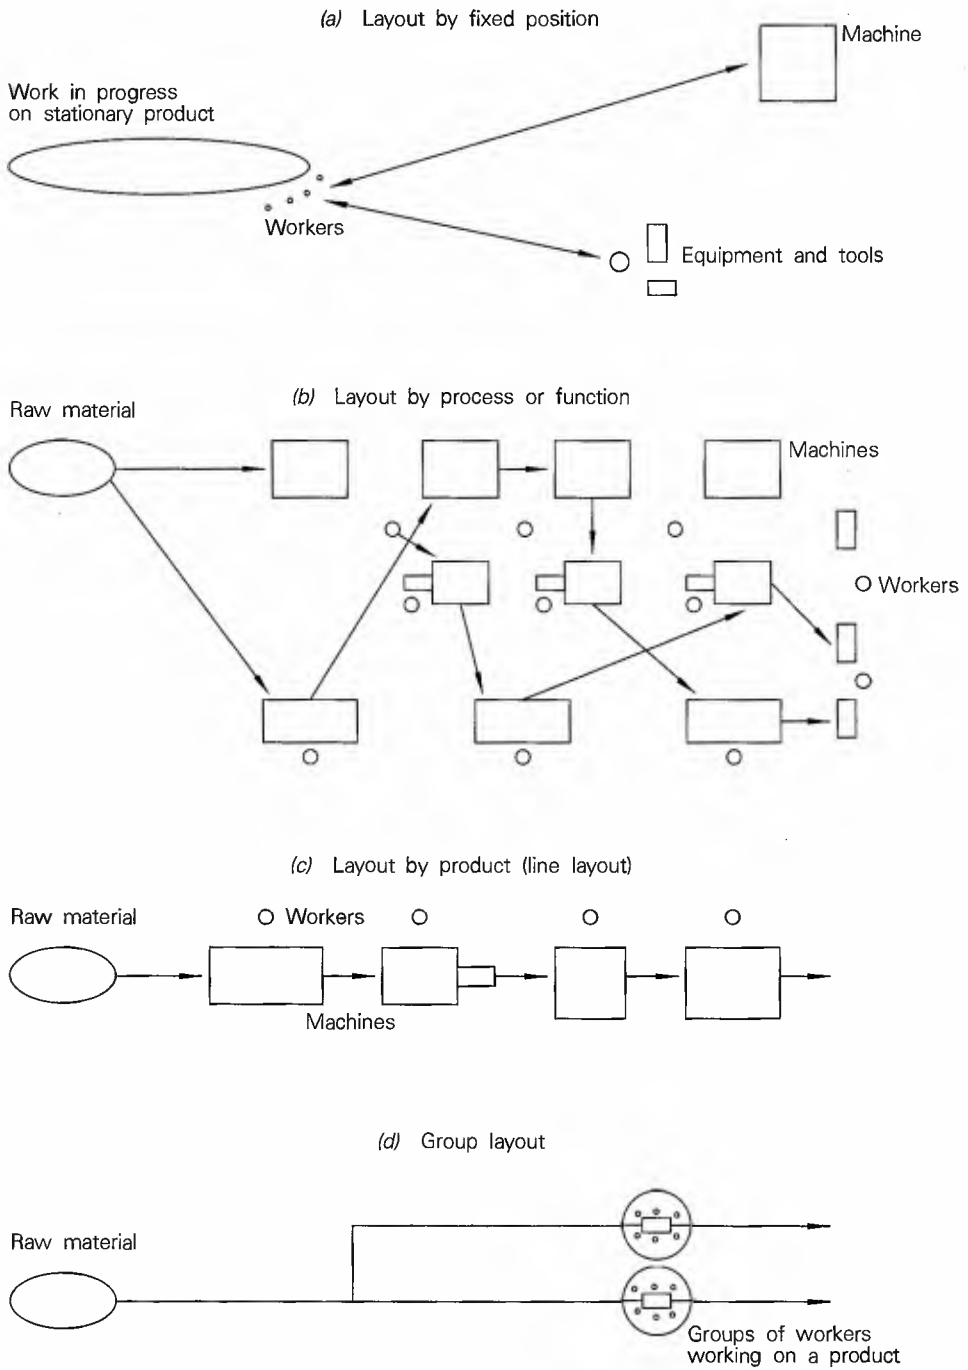 (a) Layout by fixed position
Machine
Work in progress
on stationary product
Workers
Equipment and tools
(b) Layout by process or function
Raw material
Machines
Workers
(c) Layout by product (line layout)
Raw material
Workers
Machines
(d) Group layout
Raw material
Groups of workers
working on a product